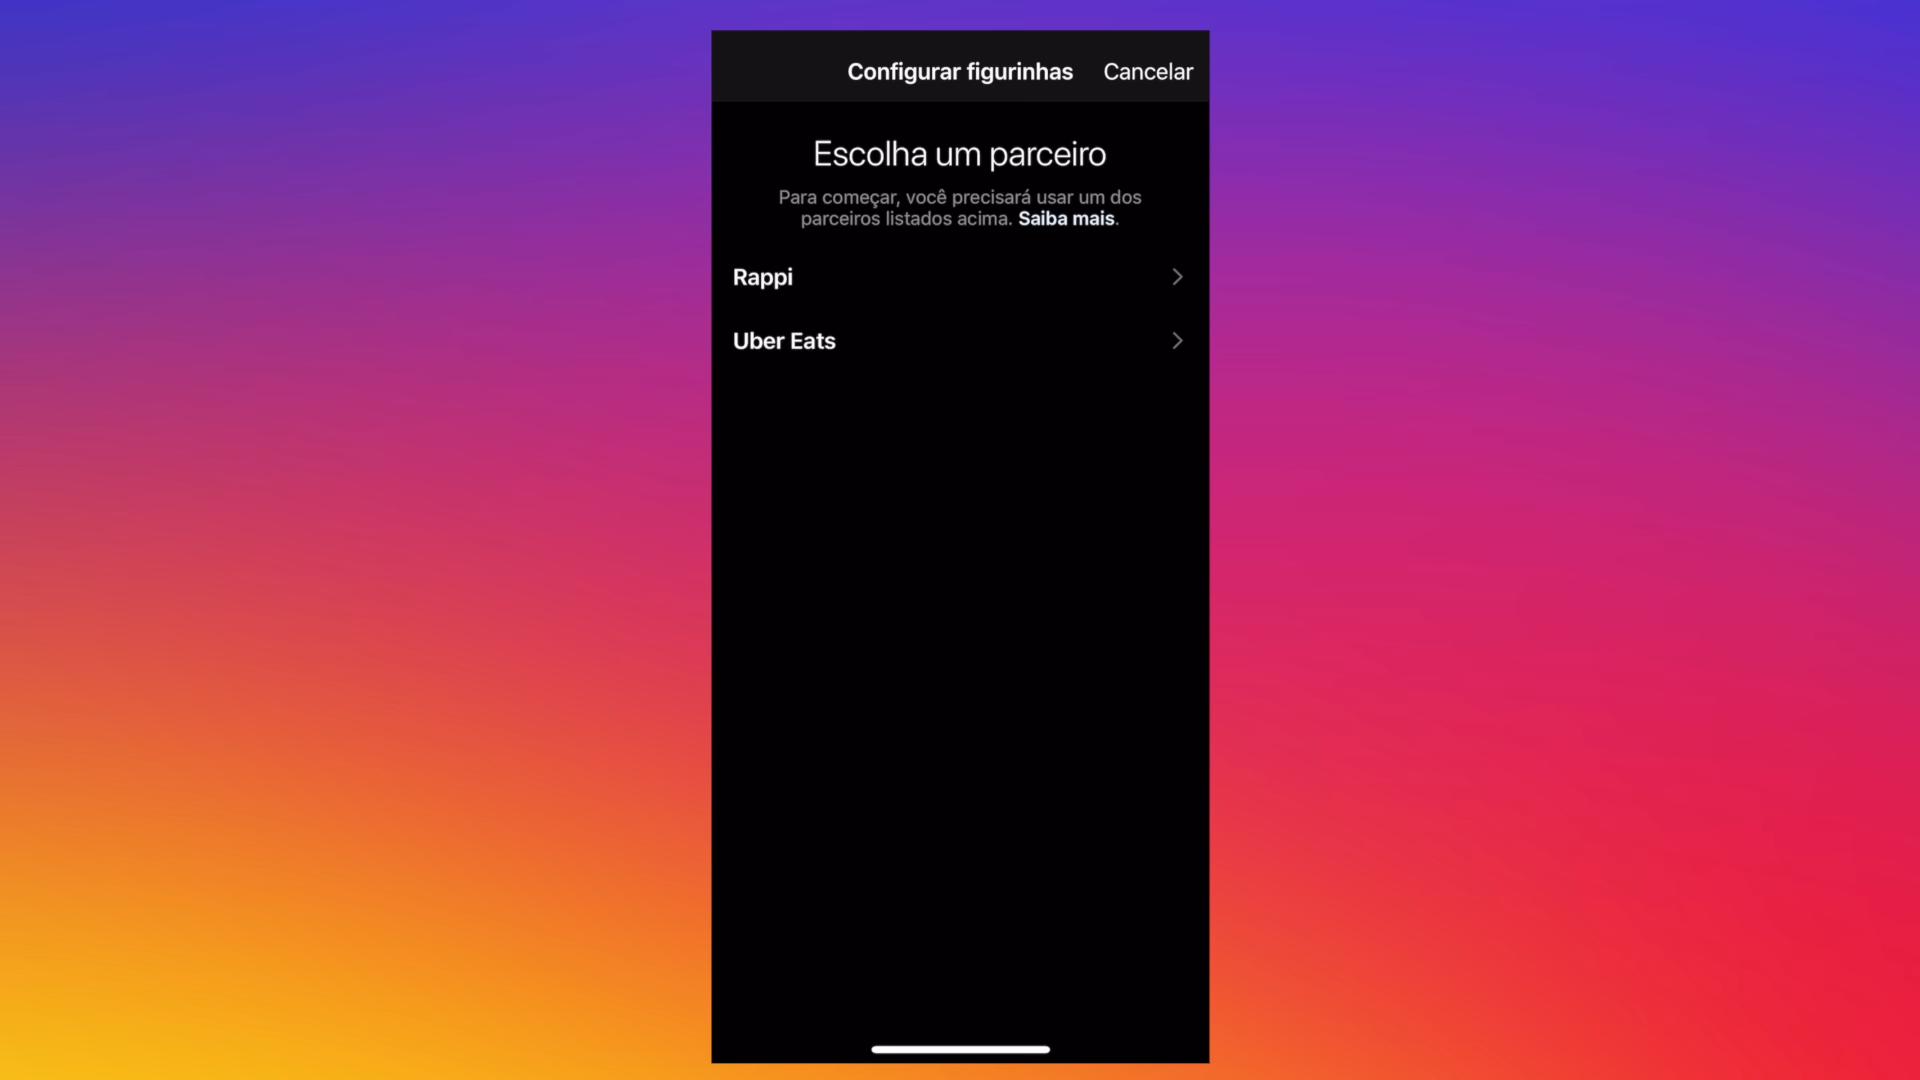 Configurar figurinhas Cancelar
Escolha um parceiro
Para começar, você precisará usar um dos
parceiros listados acima. Saiba mais.
Rappi
Uber Eats